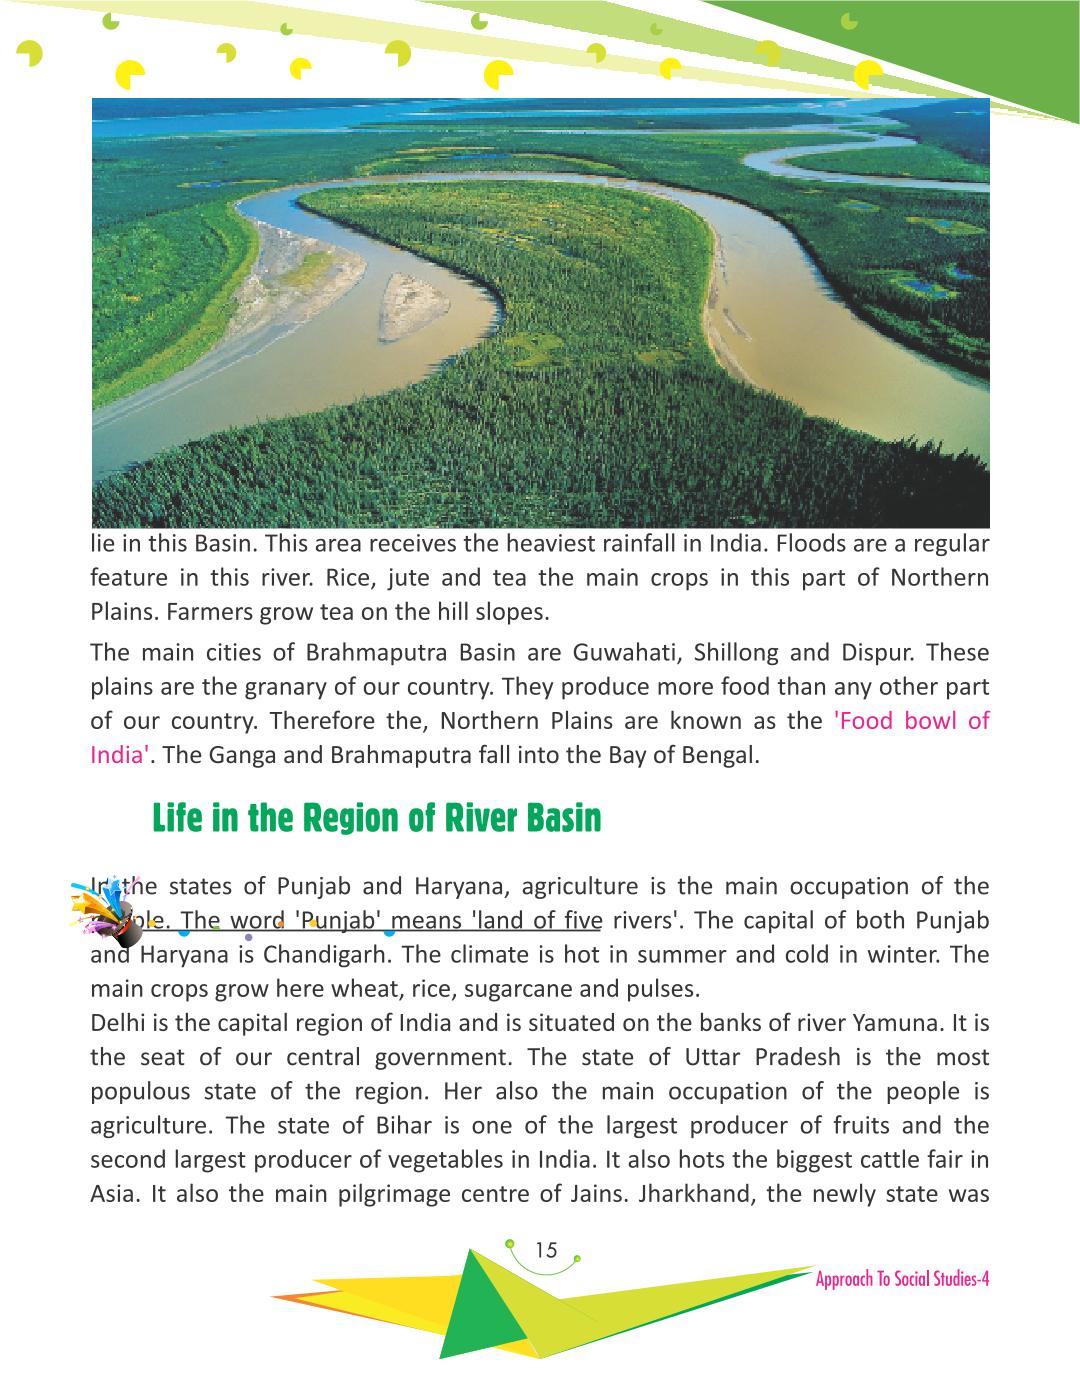 lie in this Basin. This area receives the heaviest rainfall in India. Floods are a regular
feature in this river. Rice, jute and tea the main crops in this part of Northern
Plains. Farmers grow tea on the hill slopes.
The main cities of Brahmaputra Basin are Guwahati, Shillong and Dispur. These
plains are the granary of our country. They produce more food than any other part
of our country. Therefore the, Northern Plains are known as the 'Food bowl of
India'. The Ganga and Brahmaputra fall into the Bay of Bengal.
Life in the Region of River Basin
In the states of Punjab and Haryana, agriculture is the main occupation of the
people. The word 'Punjab' means 'land of five rivers'. The capital of both Punjab
and Haryana is Chandigarh. The climate is hot in summer and cold in winter. The
main crops grow here wheat, rice, sugarcane and pulses.
Delhi is the capital region of India and is situated on the banks of river Yamuna. It is
the seat of our central government. The state of Uttar Pradesh is the most
populous state of the region. Her also the main occupation of the people is
agriculture. The state of Bihar is one of the largest producer of fruits and the
second largest producer of vegetables in India. It also hots the biggest cattle fair in
Asia. It also the main pilgrimage centre of Jains. Jharkhand, the newly state was
15
Approach To Social Studies-4